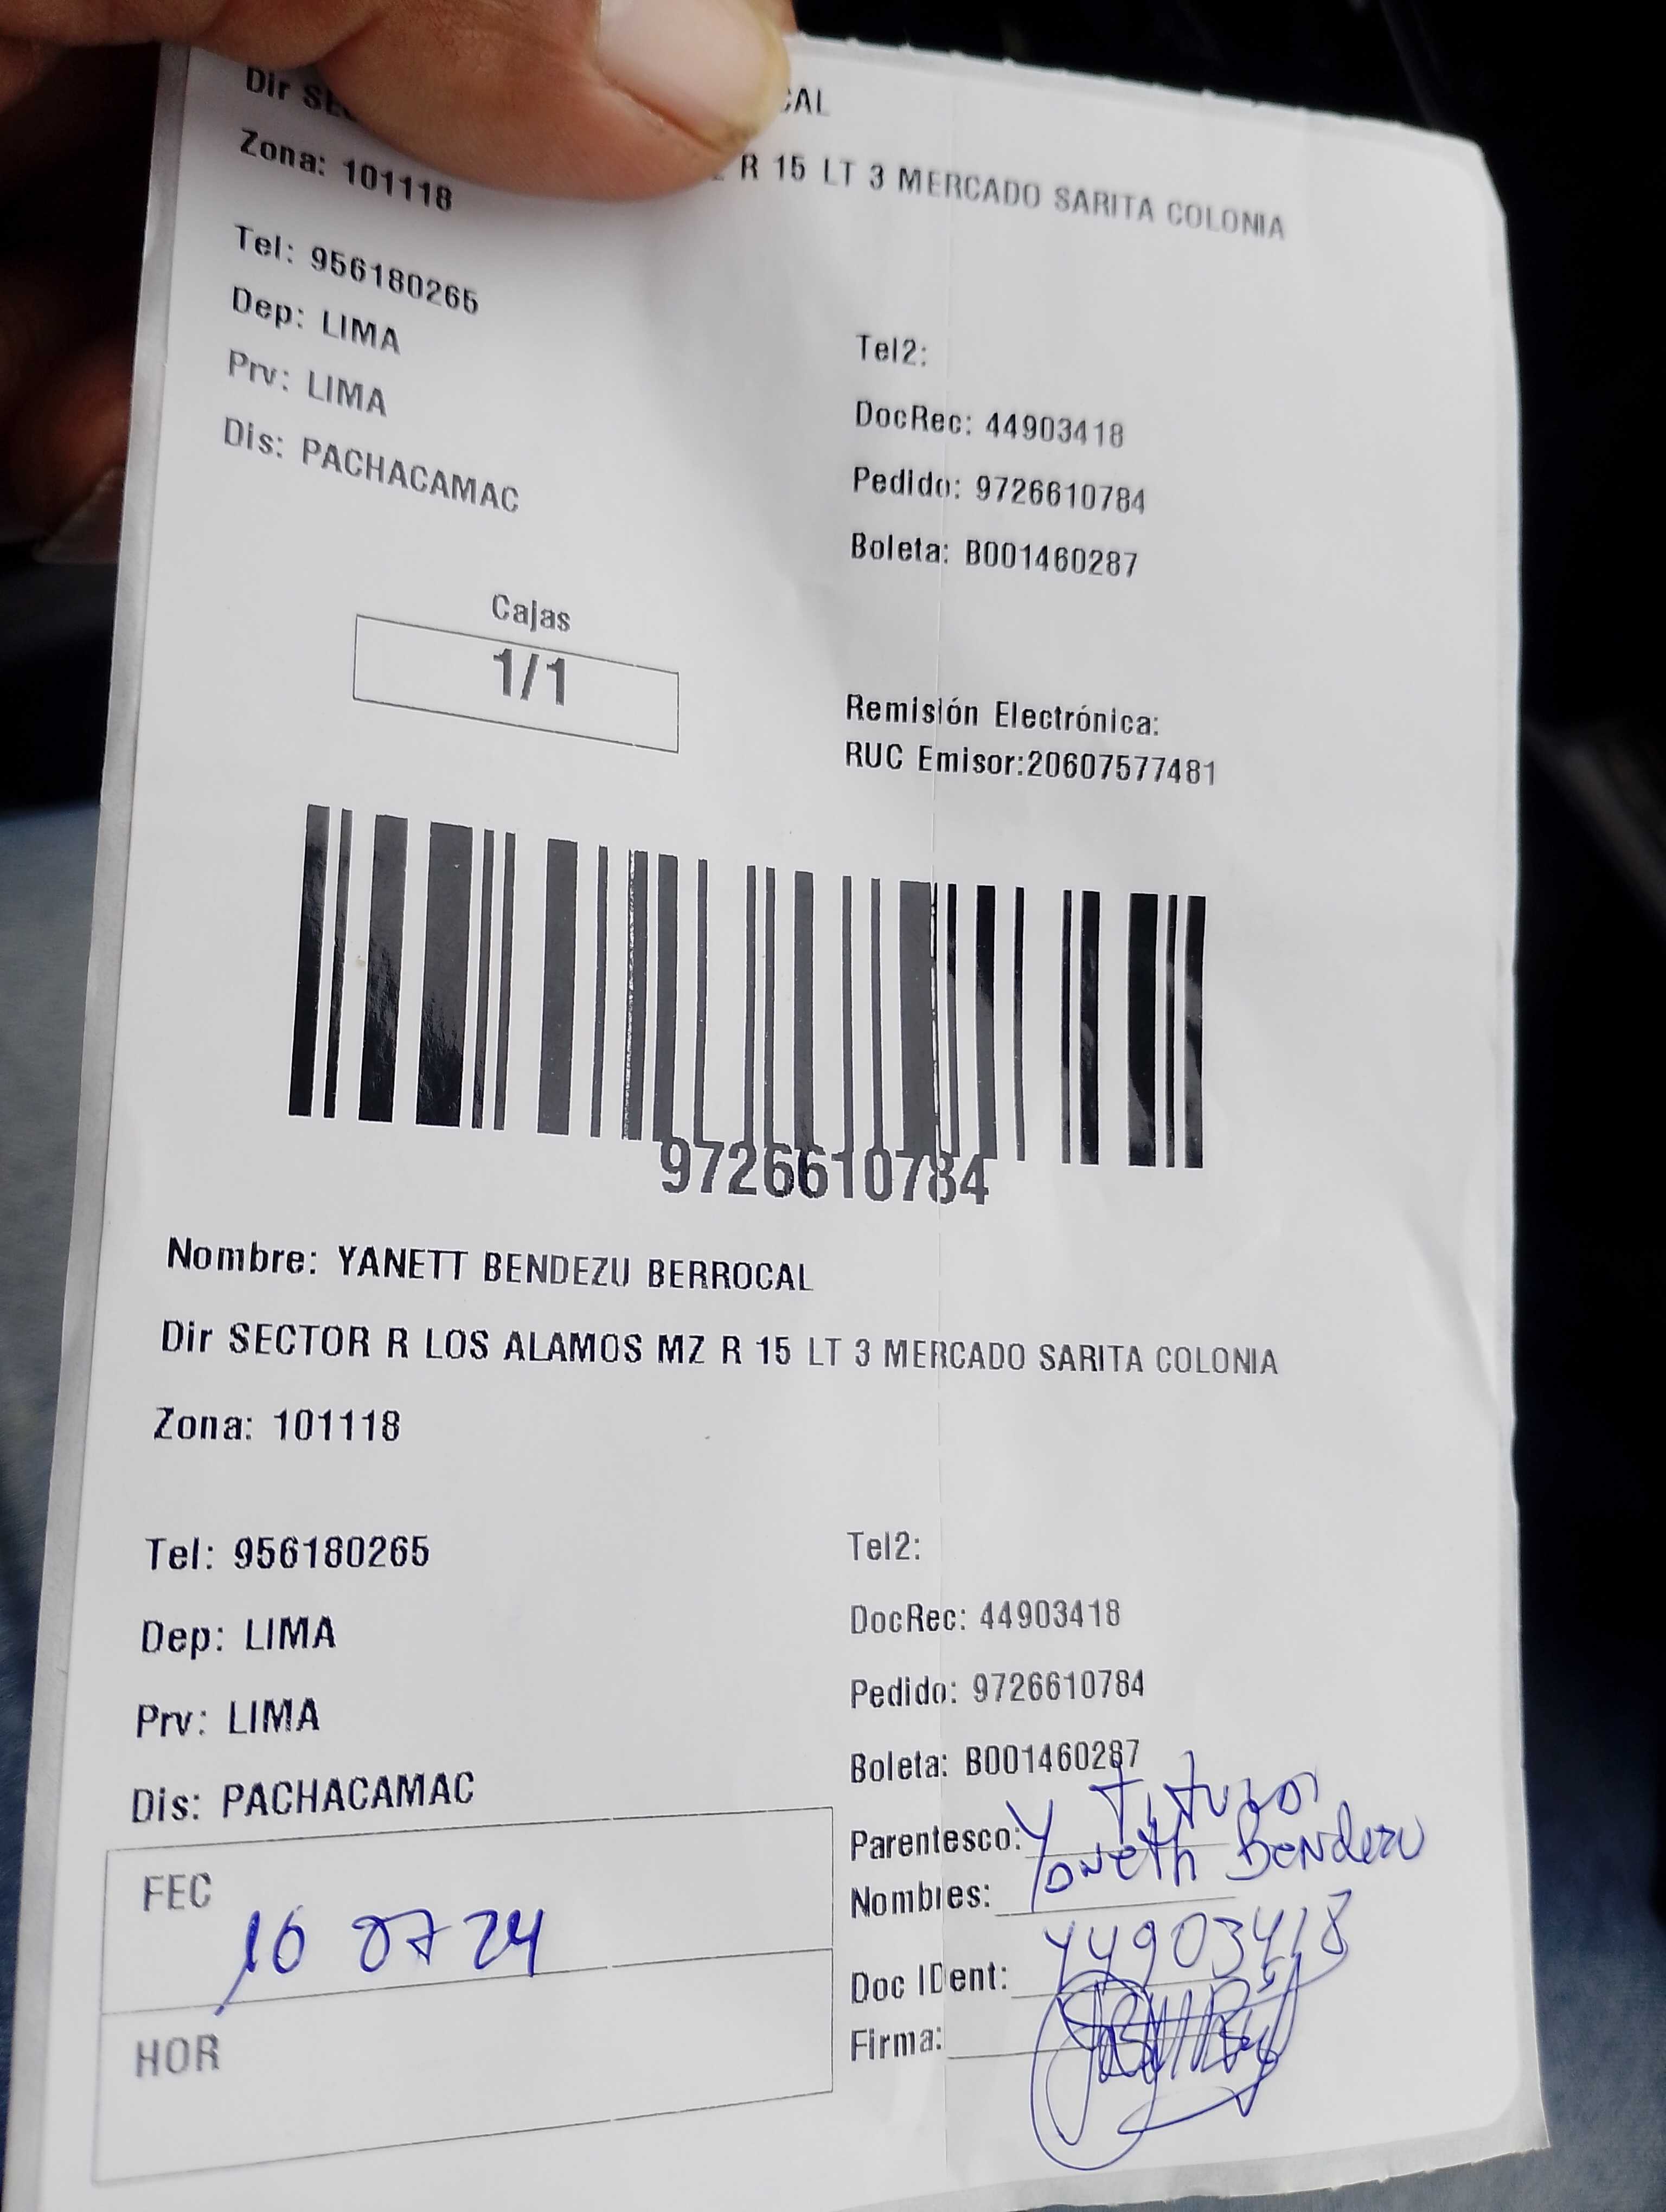 CAL
Dir R 15 LT 3 MERCADO SARITA COLONIA
Zona: 101118
Tel: 956180265
Tel2:
Dep: LIMA
DocRec: 44903418
Prv: LIMA
Pedido: 9726610784
Dis: PACHACAMAC
Boleta: B001460287
Cajas
1/1
Remisión Electrónica:
RUC Emisor:20607577481
9726610784
Nombre: YANETT BENDEZU BERROCAL
Dir SECTOR R LOS ALAMOS MZ R 15 LT 3 MERCADO SARITA COLONIA
Zona: 101118
Tel: 956180265
Tel2:
Dep: LIMA
DocRec: 44903418
Prv: LIMA
Pedido: 9726610784
Dis: PACHACAMAC
Boleta: B001460287
Parentesco:
Nombres: Yaneth Bendezu
Doc IDent: 44903418
Firma:
FEC 10 07 24
HOR